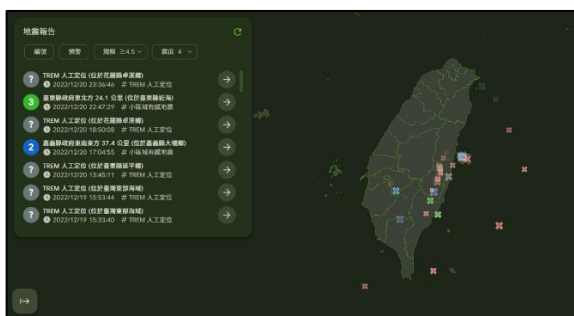 地震報告
編號 預警 規模 ≥4.5 震度 4
? TREM 人工定位 (位於花蓮縣卓溪鄉)
2022/12/20 23:36:46 # TREM 人工定位
3 臺東縣政府東北方 24.1 公里 (位於臺東縣近海)
2022/12/20 22:47:29 # 小區域有感地震
? TREM 人工定位 (位於花蓮縣卓溪鄉)
2022/12/20 18:50:08 # TREM 人工定位
2 嘉義縣政府東南東方 37.4 公里 (位於嘉義縣大埔鄉)
2022/12/20 17:04:55 # 小區域有感地震
? TREM 人工定位 (位於臺東縣延平鄉)
2022/12/20 13:45:11 # TREM 人工定位
? TREM 人工定位 (位於臺灣東部海域)
2022/12/19 15:53:44 # TREM 人工定位
? TREM 人工定位 (位於臺灣東部海域)
2022/12/19 15:33:40 # TREM 人工定位